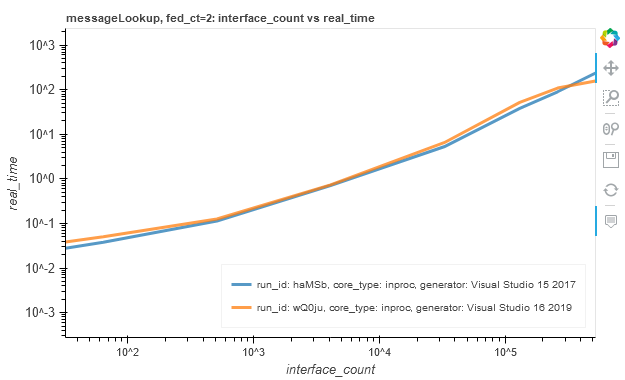 messageLookup, fed_ct=2: interface_count vs real_time
10^3
10^2
10^1
10^0
10^-1
10^-2
10^-3
real_time
run_id: haMSb, core_type: inproc, generator: Visual Studio 15 2017
run_id: wQ0ju, core_type: inproc, generator: Visual Studio 16 2019
10^2
10^3
10^4
10^5
interface_count